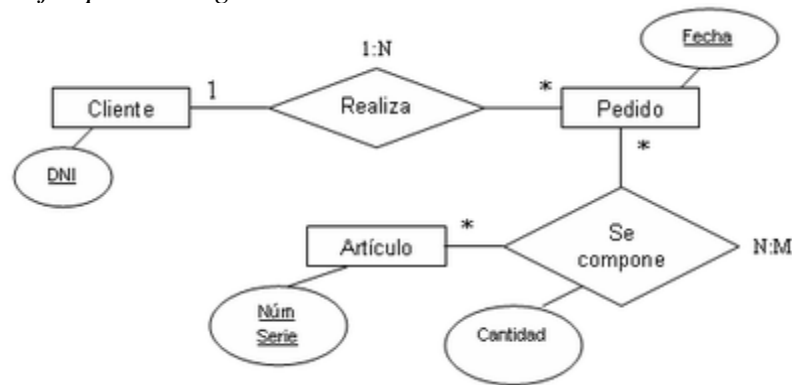 1:N
Fecha
Cliente
1
Realiza
*
Pedido
*
DNI
Artículo
*
Se
compone
N:M
Núm
Serie
Cantidad